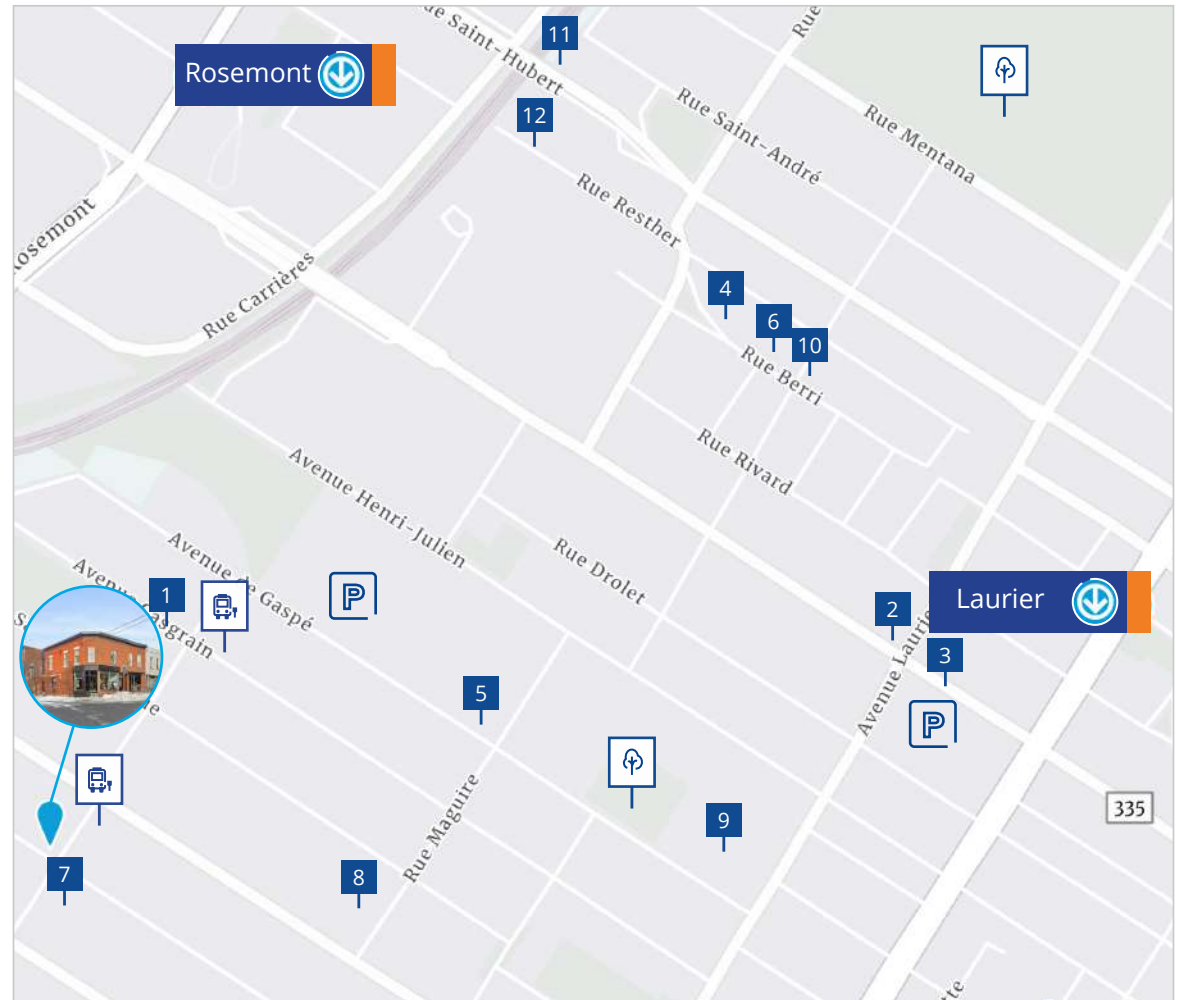 Rue Saint-Hubert
11
Rue
Rosemont
12
Rue Saint-André
Rue Mentana
Rue Resther
Rosemont
Rue Carrières
4
6
10
Rue Berri
Rue Rivard
Avenue Henri-Julien
Avenue de Gaspé
Rue Drolet
1
P
Laurier
2
3
Avenue Laurier
5
P
9
335
Rue Maguire
7
8